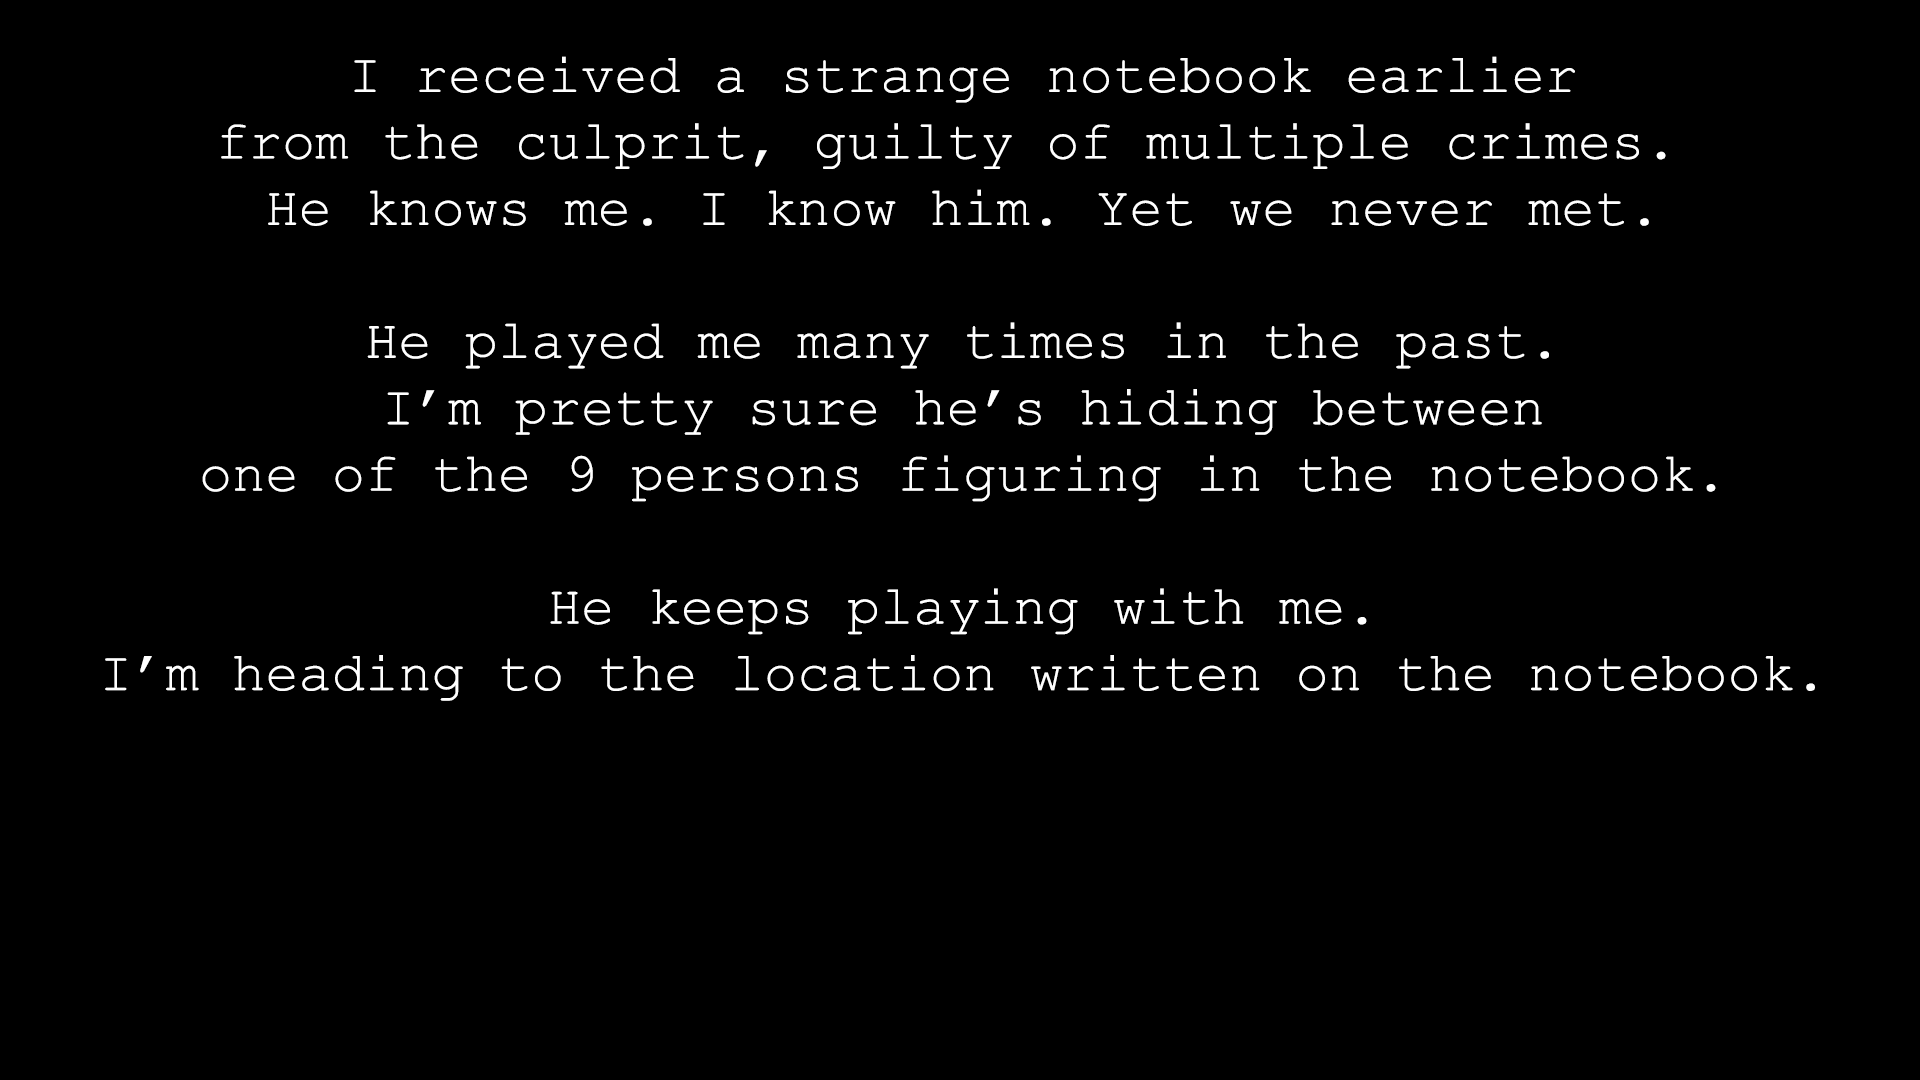 I received a strange notebook earlier
from the culprit, guilty of multiple crimes.
He knows me. I know him. Yet we never met.
He played me many times in the past.
I’m pretty sure he’s hiding between
one of the 9 persons figuring in the notebook.
He keeps playing with me.
I’m heading to the location written on the notebook.